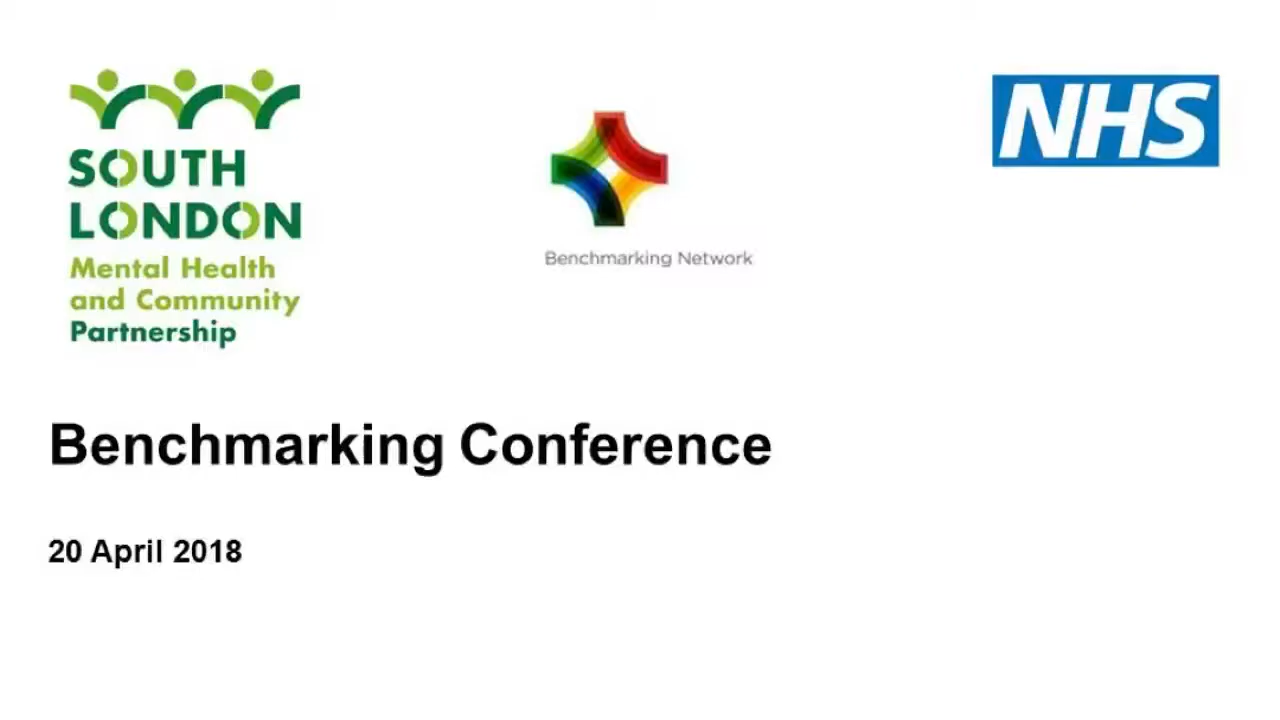 SOUTH
LONDON
Mental Health
and Community
Partnership
Benchmarking Network
NHS
Benchmarking Conference
20 April 2018